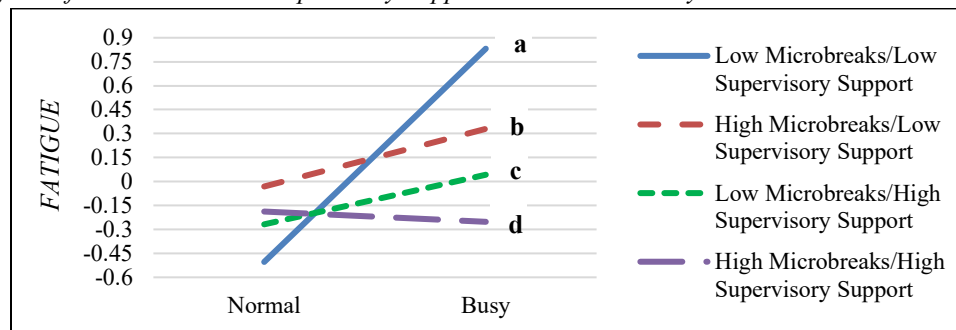 0.9
0.75
0.6
0.45
0.3
0.15
0
-0.15
-0.3
-0.45
-0.6
FATIGUE
Normal
Busy
a
b
c
d
Low Microbreaks/Low
Supervisory Support
High Microbreaks/Low
Supervisory Support
Low Microbreaks/High
Supervisory Support
High Microbreaks/High
Supervisory Support